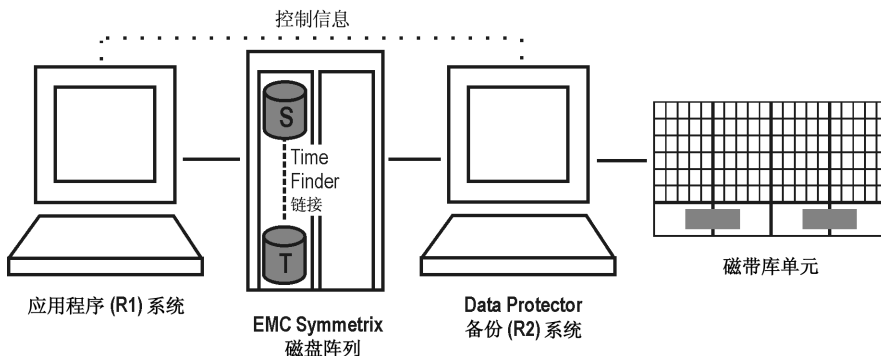 控制信息
S
Time
Finder
链接
T
应用程序 (R1) 系统
EMC Symmetrix
磁盘阵列
Data Protector
备份 (R2) 系统
磁带库单元